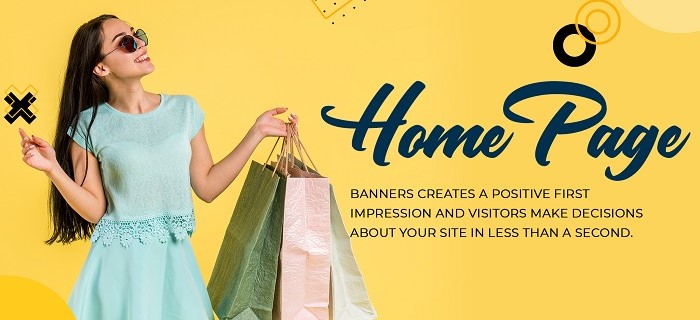 Home Page
BANNERS CREATES A POSITIVE FIRST
IMPRESSION AND VISITORS MAKE DECISIONS
ABOUT YOUR SITE IN LESS THAN A SECOND.